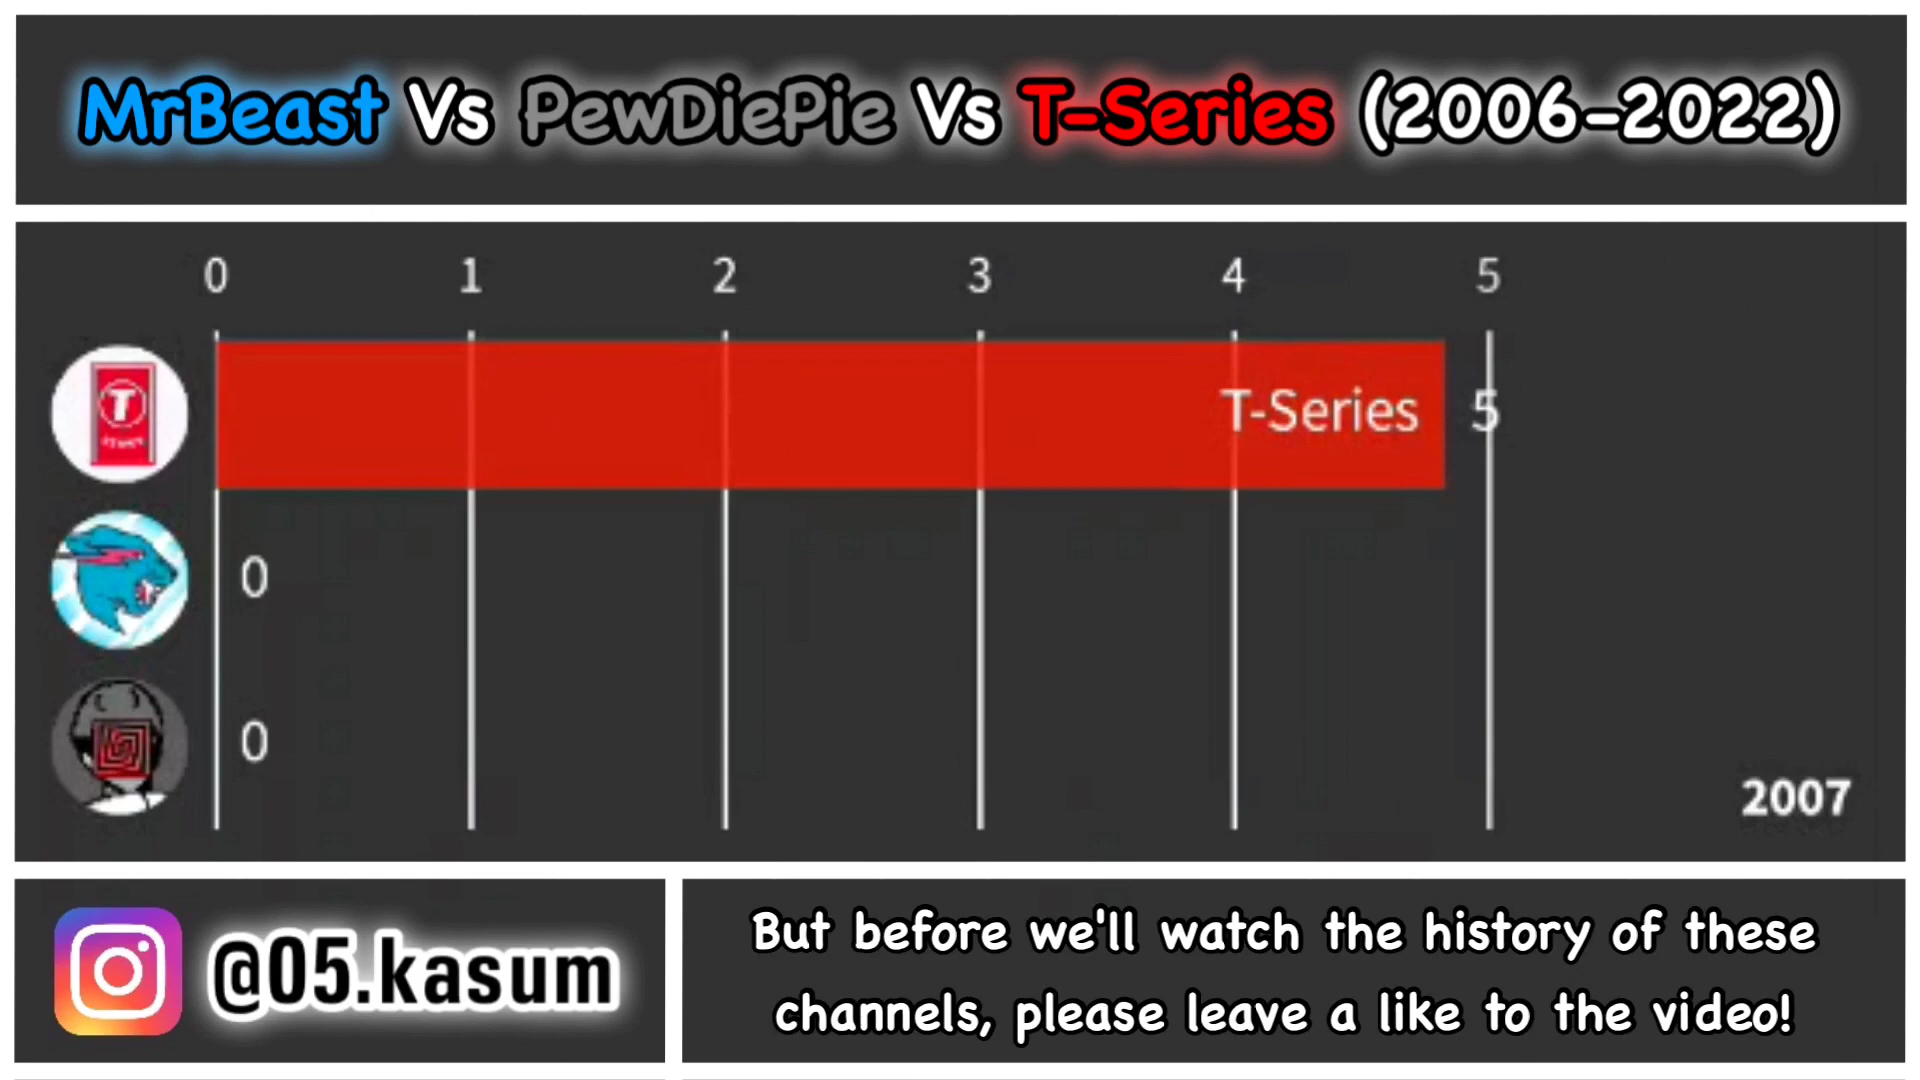 MrBeast Vs PewDiePie Vs T-Series (2006-2022)
0 1 2 3 4 5
T
T-Series 5
0
0
2007
@05.kasum
But before we'll watch the history of these
channels, please leave a like to the video!